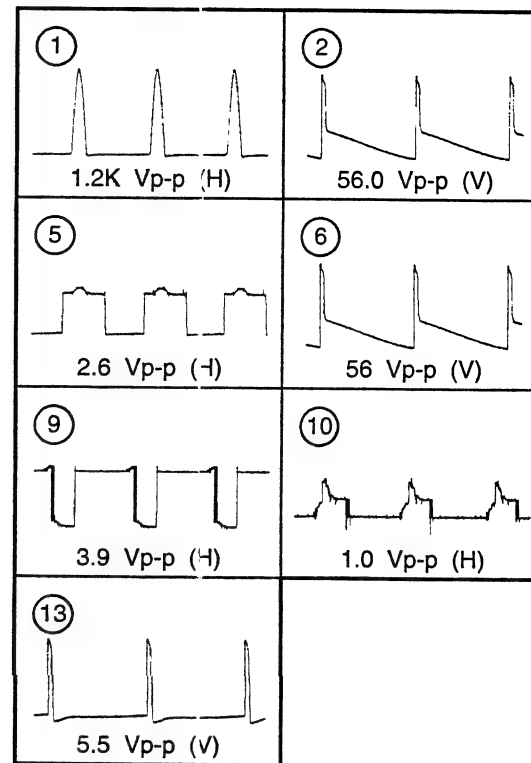 1
2
1.2K Vp-p (H)
56.0 Vp-p (V)
5
6
2.6 Vp-p (H)
56 Vp-p (V)
9
10
3.9 Vp-p (H)
1.0 Vp-p (H)
13
5.5 Vp-p (V)